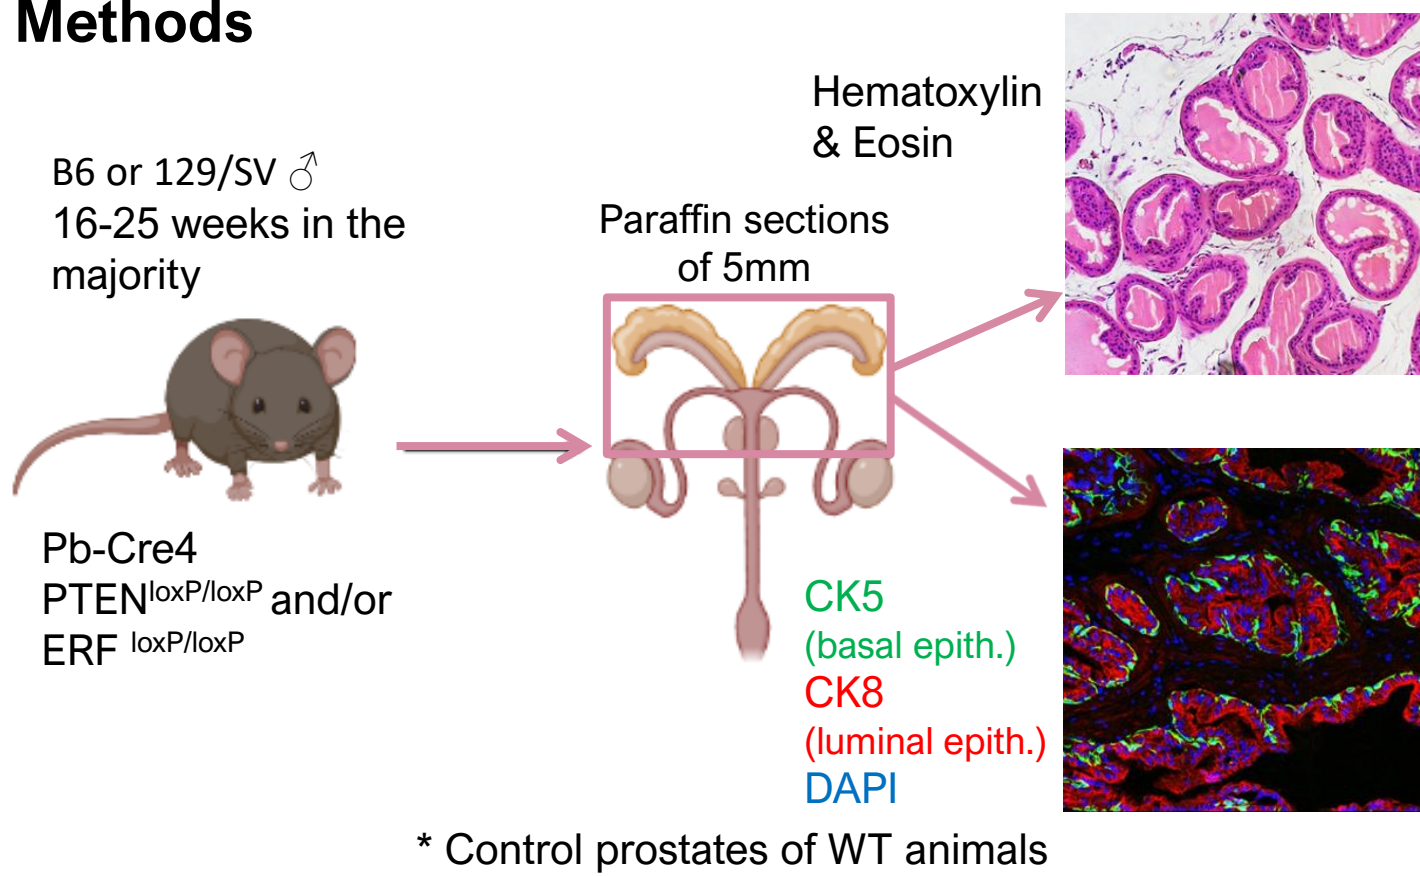 Methods
B6 or 129/SV ♂
16-25 weeks in the
majority
Pb-Cre4
PTENloxP/loxP and/or
ERF loxP/loxP
Paraffin sections
of 5mm
Hematoxylin
& Eosin
CK5
(basal epith.)
CK8
(luminal epith.)
DAPI
* Control prostates of WT animals